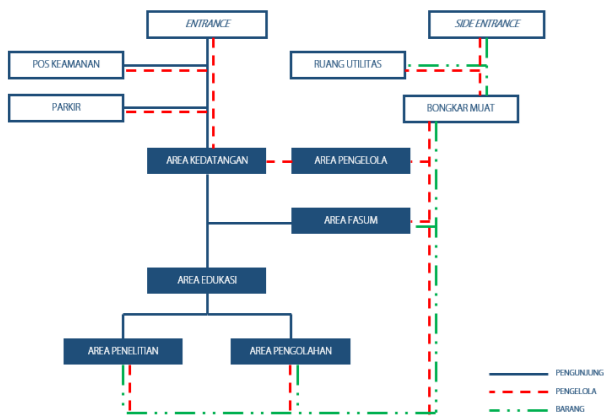 ENTRANCE
SIDE ENTRANCE
POS KEAMANAN
RUANG UTILITAS
PARKIR
BONGKAR MUAT
AREA KEDATANGAN
AREA PENGELOLA
AREA FASUM
AREA EDUKASI
AREA PENELITIAN
AREA PENGOLAHAN
PENGUNJUNG
PENGELOLA
BARANG